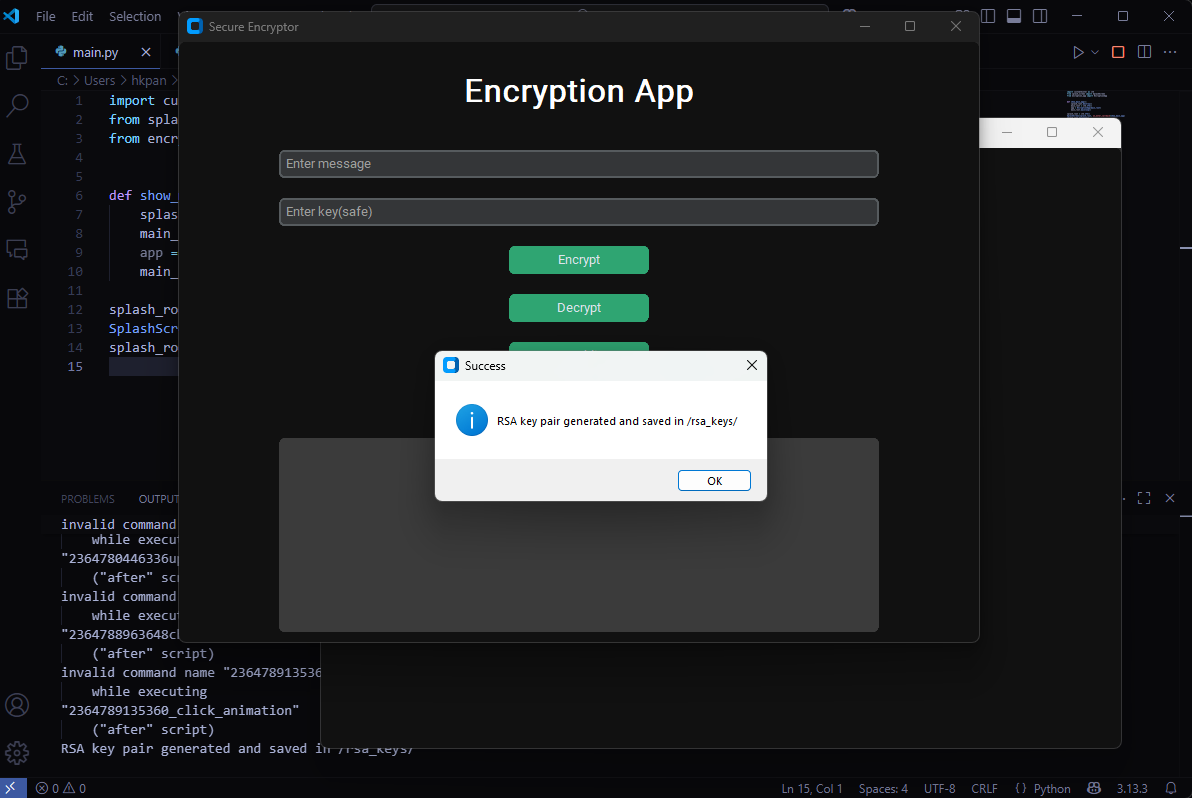 File Edit Selection
Secure Encryptor
main.py
C: > Users > hkpan >
Encryption App
1 import cu
2 from spla
3 from encr
4
5
6 def show_
7 splas
8 main_
9 app =
10 main_
11
12 splash_ro
13 SplashScr
14 splash_ro
15
Enter message
Enter key(safe)
Encrypt
Decrypt
Success
RSA key pair generated and saved in /rsa_keys/
OK
PROBLEMS OUTPUT
invalid command
while execut
"2364780446336up
("after" scr
invalid command
while execut
"2364788963648ch
("after" script)
invalid command name "2364789135360
while executing
"2364789135360_click_animation"
("after" script)
RSA key pair generated and saved in /rsa_keys/
0 0 Ln 15, Col 1 Spaces: 4 UTF-8 CRLF {} Python 3.13.3